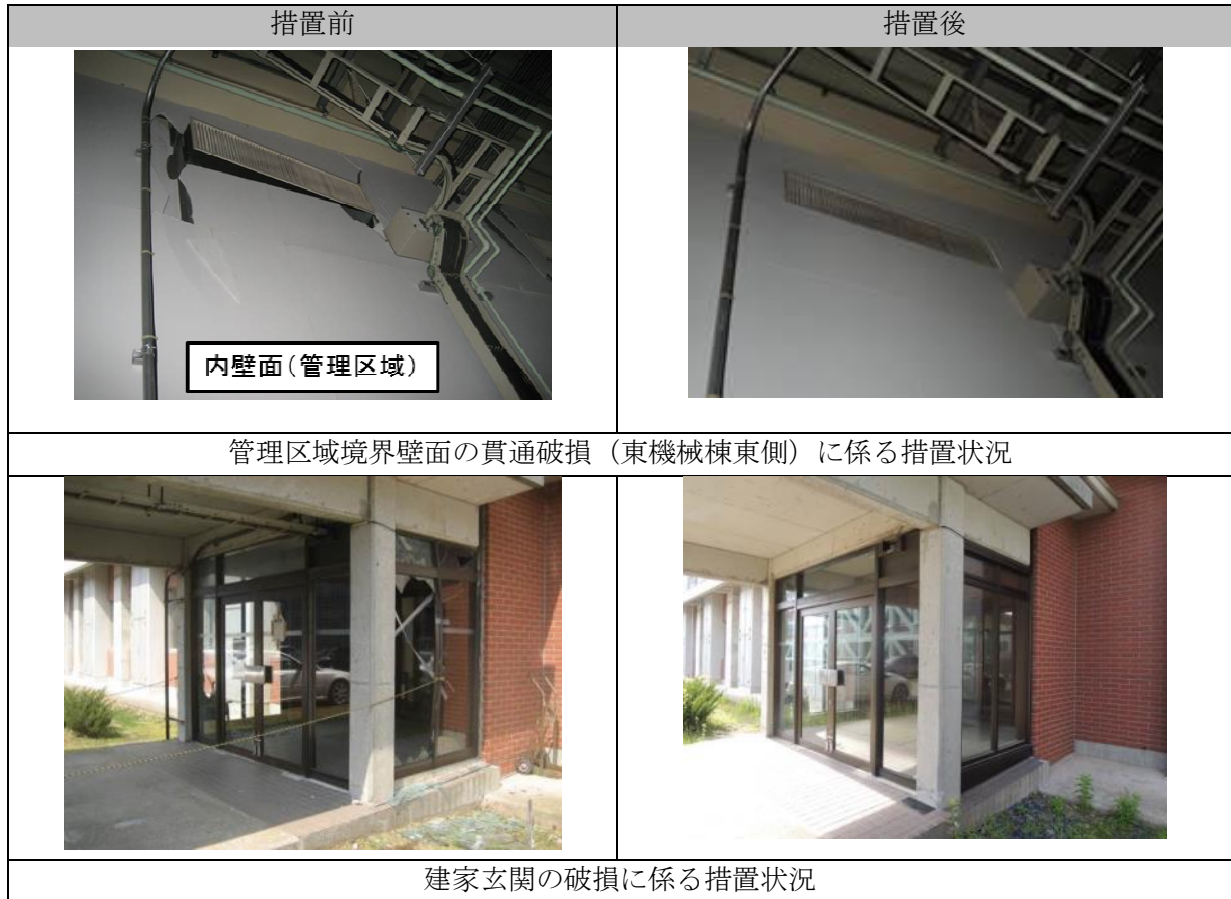 措置前
措置後
内壁面(管理区域)
管理区域境界壁面の貫通破損（東機械棟東側）に係る措置状況
建家玄関の破損に係る措置状況